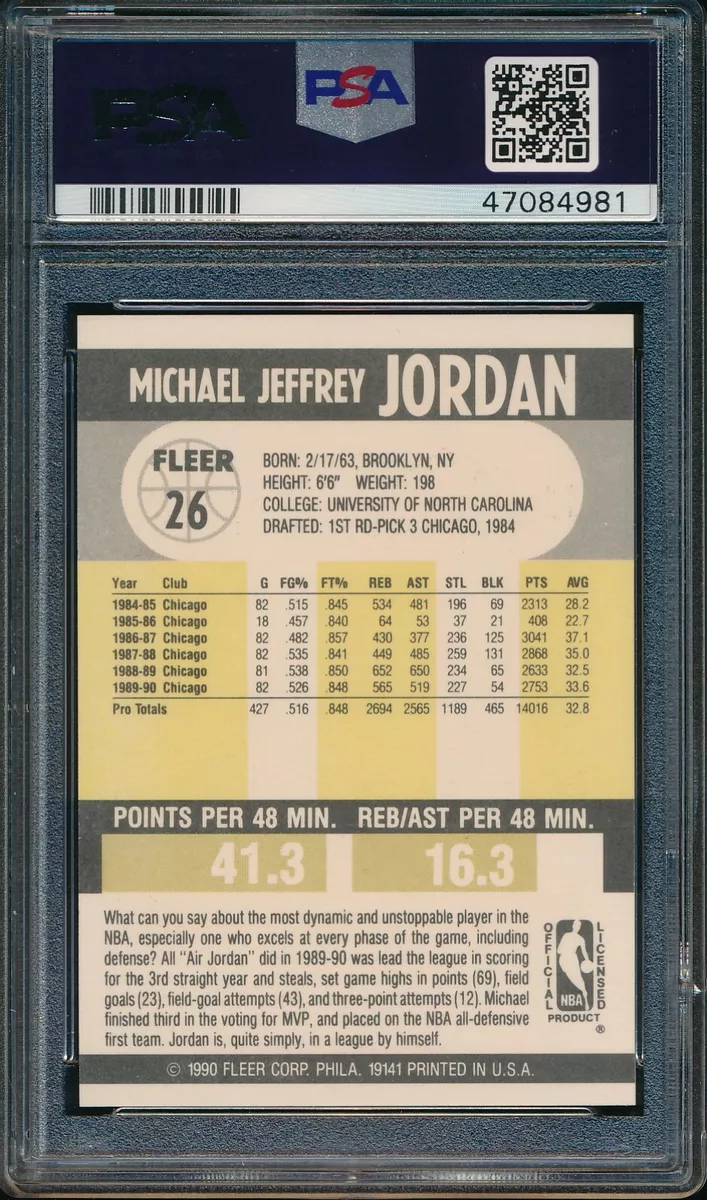 PSA
PSA
47084981
MICHAEL JEFFREY JORDAN
FLEER
26
BORN: 2/17/63, BROOKLYN, NY
HEIGHT: 6'6" WEIGHT: 198
COLLEGE: UNIVERSITY OF NORTH CAROLINA
DRAFTED: 1ST RD-PICK 3 CHICAGO, 1984
Year Club G FG% FT% REB AST STL BLK PTS AVG
1984-85 Chicago 82 .515 .845 534 481 196 69 2313 28.2
1985-86 Chicago 18 .457 .840 64 53 37 21 408 22.7
1986-87 Chicago 82 .482 .857 430 377 236 125 3041 37.1
1987-88 Chicago 82 .535 .841 449 485 259 131 2868 35.0
1988-89 Chicago 81 .538 .850 652 650 234 65 2633 32.5
1989-90 Chicago 82 .526 .848 565 519 227 54 2753 33.6
Pro Totals 427 .516 .848 2694 2565 1189 465 14016 32.8
POINTS PER 48 MIN. REB/AST PER 48 MIN.
41.3 16.3
What can you say about the most dynamic and unstoppable player in the
NBA, especially one who excels at every phase of the game, including
defense? All "Air Jordan" did in 1989-90 was lead the league in scoring
for the 3rd straight year and steals, set game highs in points (69), field
goals (23), field-goal attempts (43), and three-point attempts (12). Michael
finished third in the voting for MVP, and placed on the NBA all-defensive
first team. Jordan is, quite simply, in a league by himself.
OFFICIAL
LICENSED
NBA
PRODUCT
®
© 1990 FLEER CORP. PHILA. 19141 PRINTED IN U.S.A.